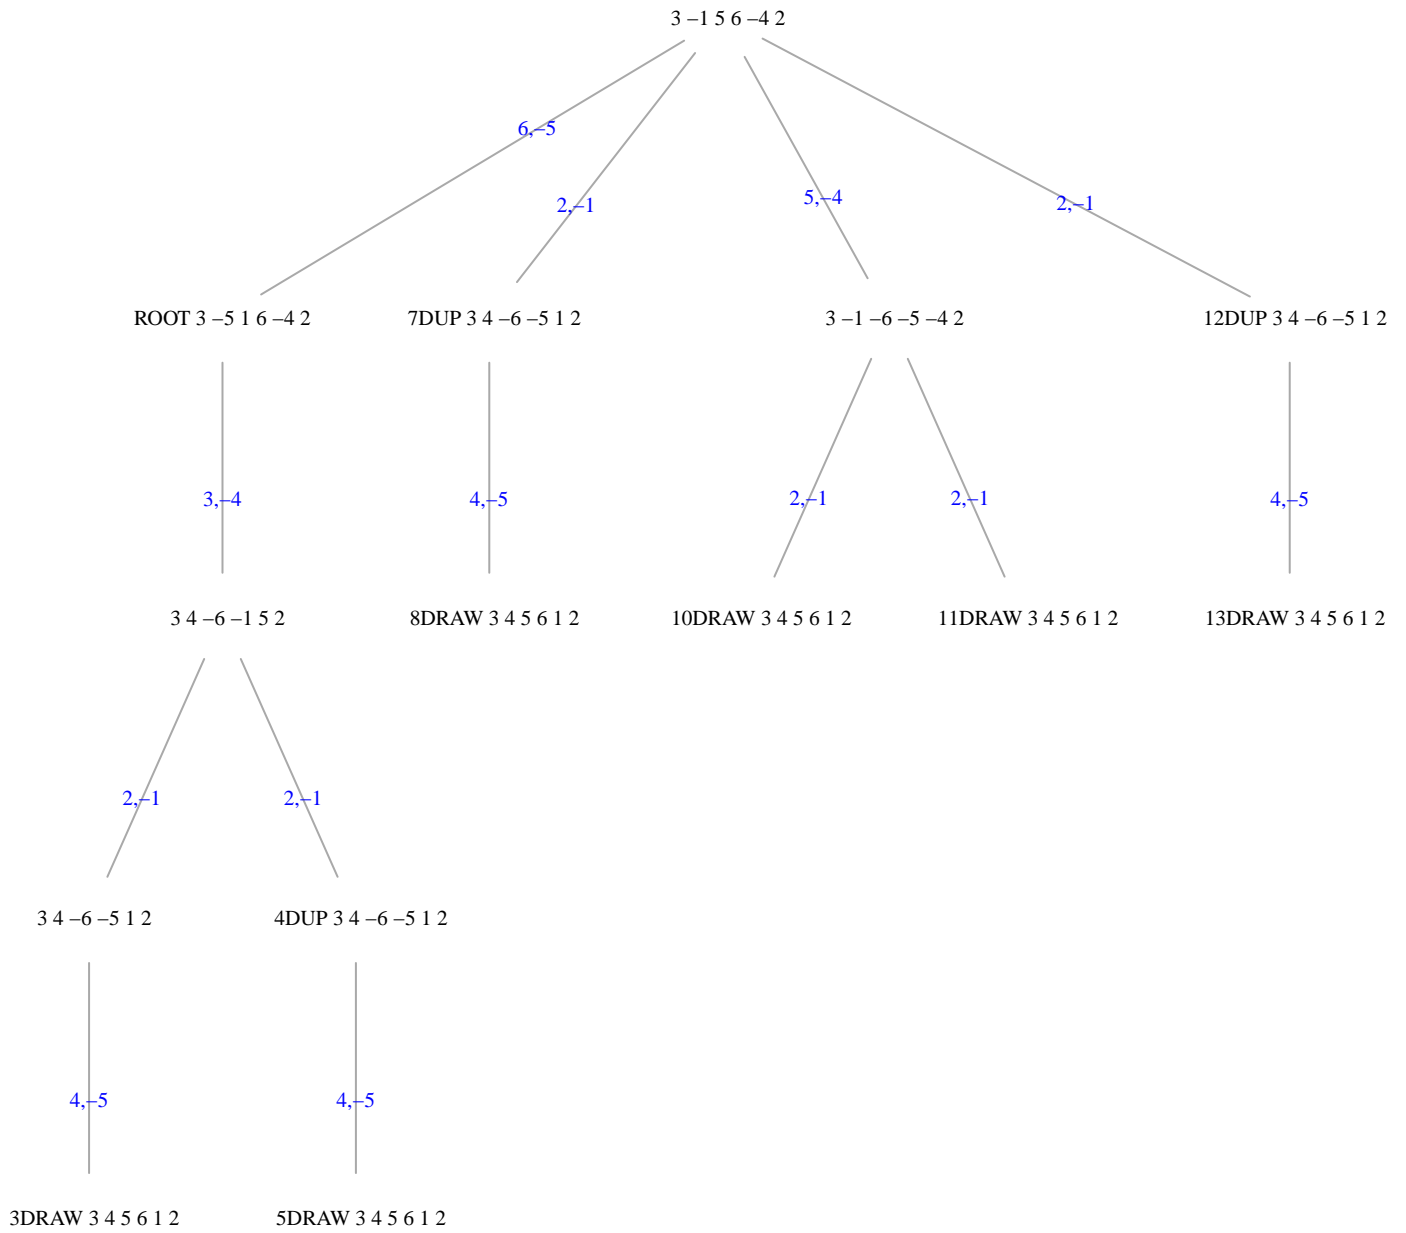 3 –1 5 6 –4 2
6,–5
2,–1
5,–4
2,–1
ROOT 3 –5 1 6 –4 2
7DUP 3 4 –6 –5 1 2
3 –1 –6 –5 –4 2
12DUP 3 4 –6 –5 1 2
3,–4
4,–5
2,–1
2,–1
4,–5
3 4 –6 –1 5 2
8DRAW 3 4 5 6 1 2
10DRAW 3 4 5 6 1 2
11DRAW 3 4 5 6 1 2
13DRAW 3 4 5 6 1 2
2,–1
2,–1
3 4 –6 –5 1 2
4DUP 3 4 –6 –5 1 2
4,–5
4,–5
3DRAW 3 4 5 6 1 2
5DRAW 3 4 5 6 1 2